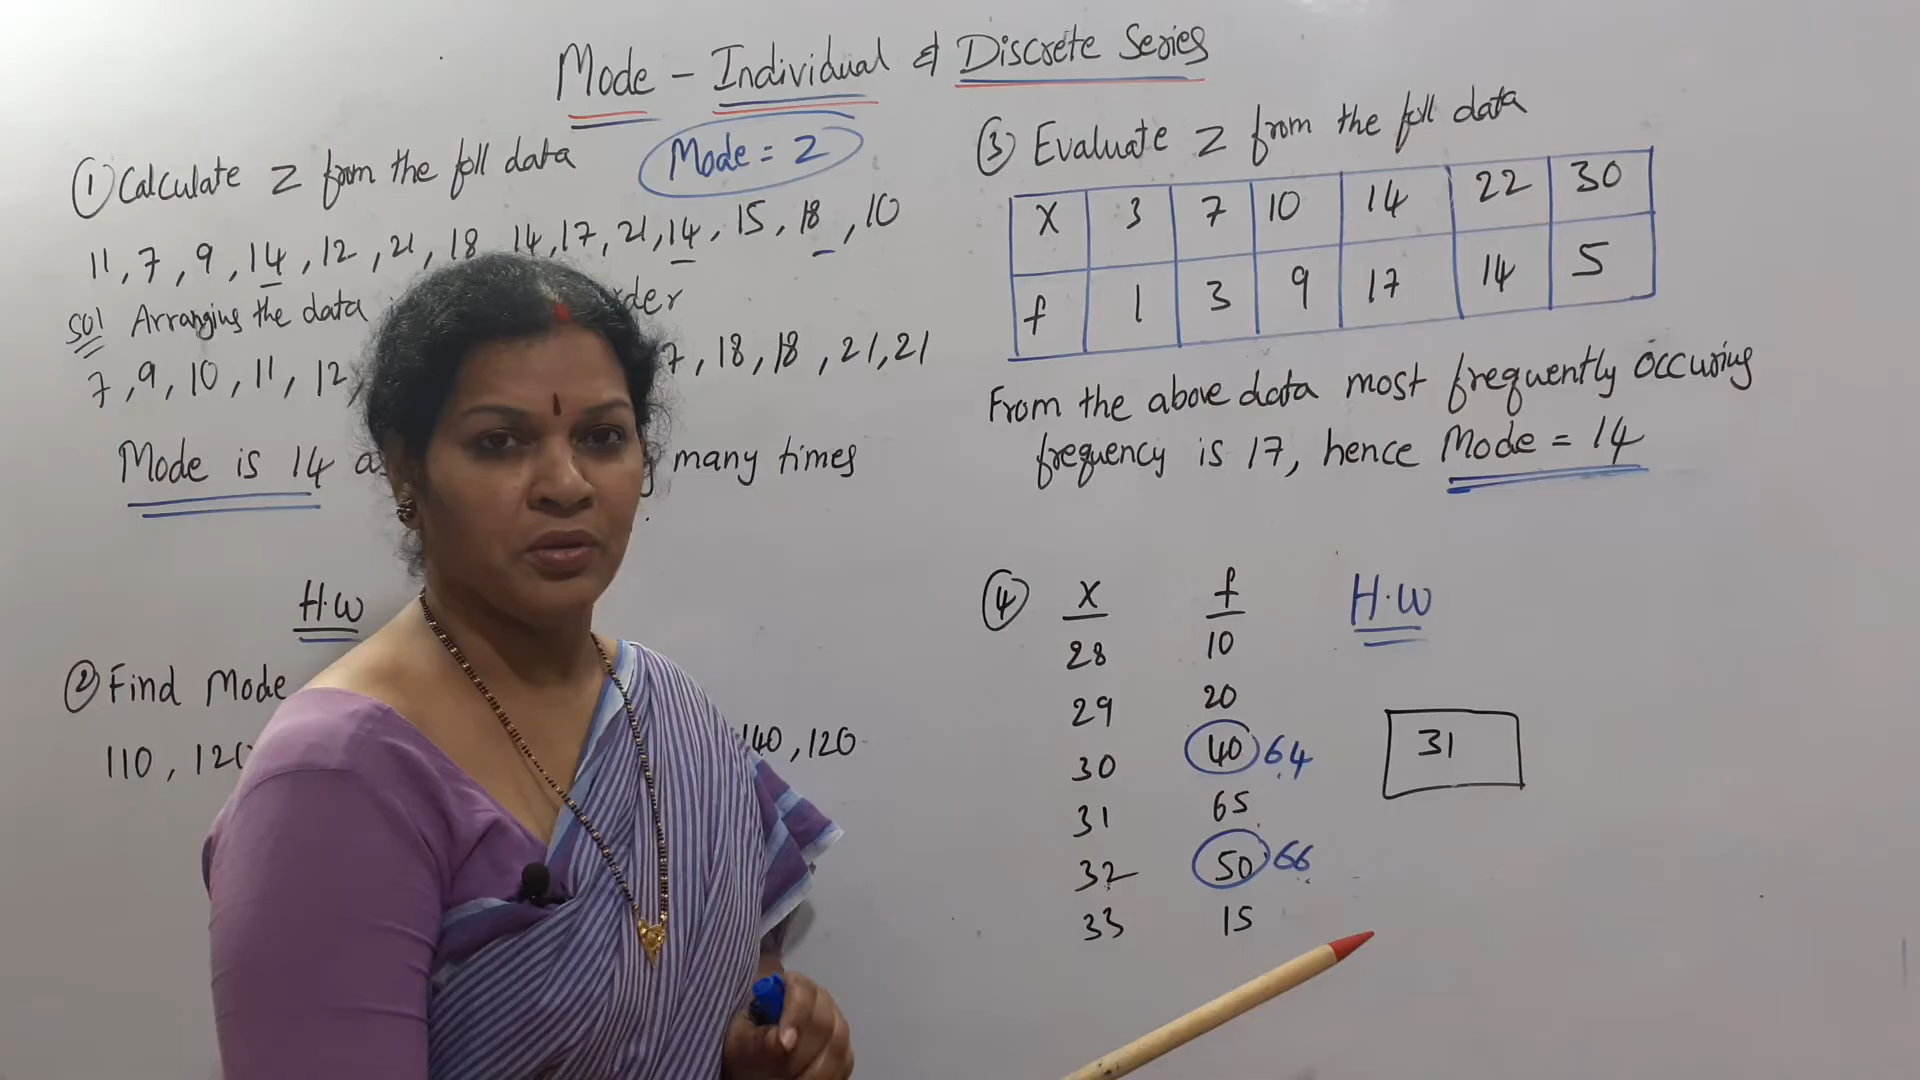 Mode - Individual & Discrete Series
① Calculate Z from the foll data
Mode = Z
11, 7, 9, 14, 12, 21, 18, 14, 17, 21, 14, 15, 18, 10
Sol Arranging the data
7, 9, 10, 11, 12, 7, 18, 18, 21, 21
Mode is 14 many times
H.W
② Find Mode
110, 120 140, 120
③ Evaluate Z from the foll data
X 3 7 10 14 22 30
f 1 3 9 17 14 5
From the above data most frequently occuring
frequency is 17, hence Mode = 14
④ X f H.W
28 10
29 20
30 40 64
31
31 65
32 50 66
33 15